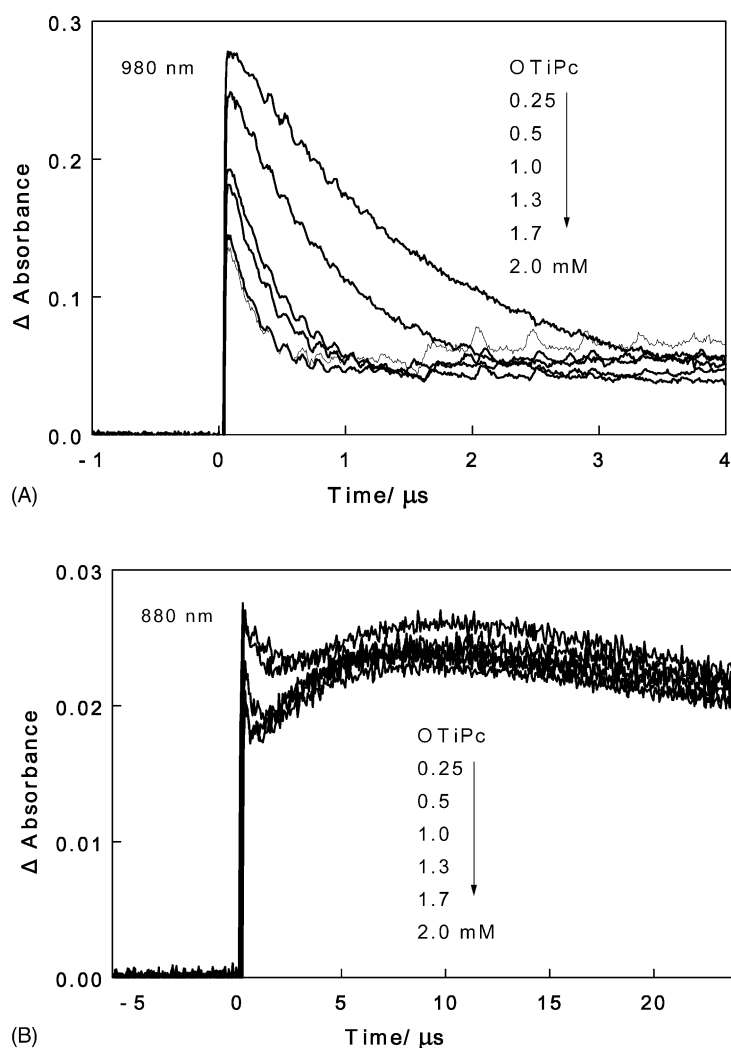 0.3
980 nm
OTiPc
0.25
0.5
1.0
1.3
1.7
2.0 mM
0.2
Δ Absorbance
0.1
0.0
-1 0 1 2 3 4
Time/ μs
(A)
0.03
880 nm
0.02
Δ Absorbance
OTiPc
0.25
0.5
1.0
1.3
1.7
2.0 mM
0.01
0.00
-5 0 5 10 15 20
Time/ μs
(B)